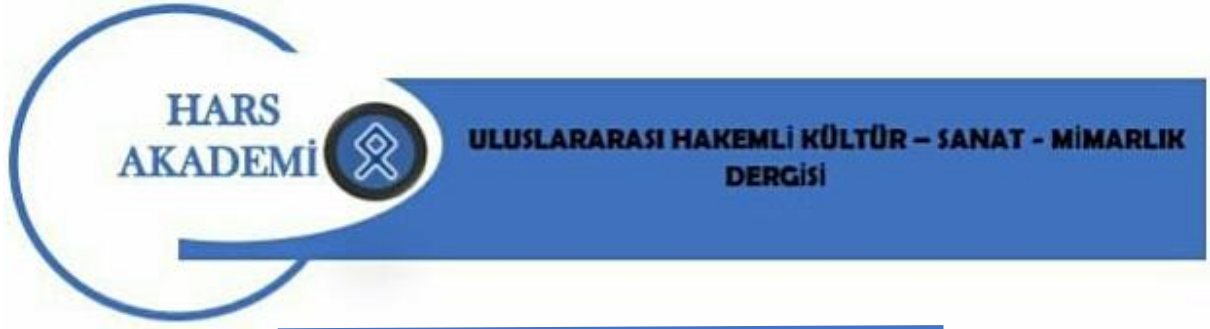 HARS
AKADEMİ
ULUSLARARASI HAKEMLİ KÜLTÜR – SANAT - MİMARLIK
DERGİSİ